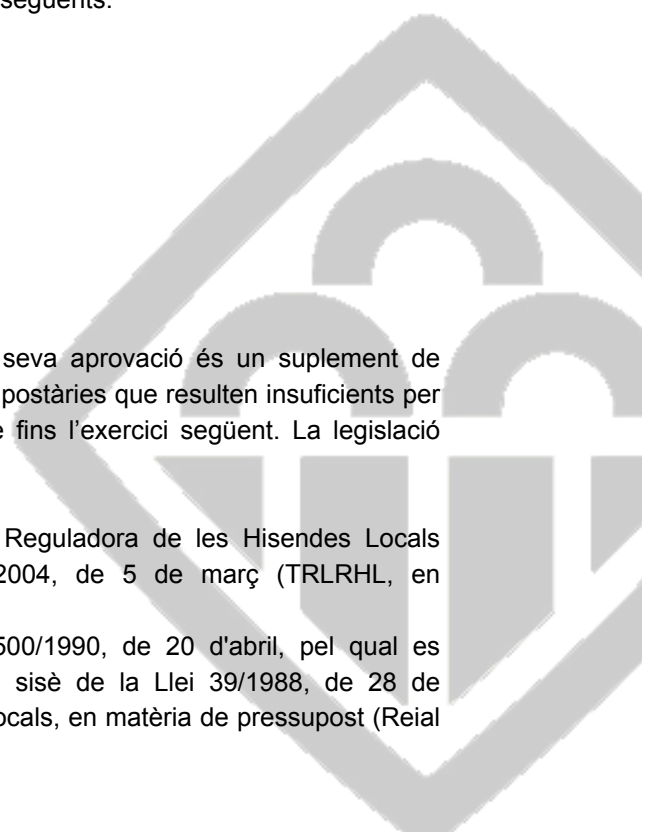 següents:
seva aprovació és un suplement de
postàries que resulten insuficients per
fins l’exercici següent. La legislació
Reguladora de les Hisendes Locals
2004, de 5 de març (TRLRHL, en
500/1990, de 20 d'abril, pel qual es
sisè de la Llei 39/1988, de 28 de
ocals, en matèria de pressupost (Reial